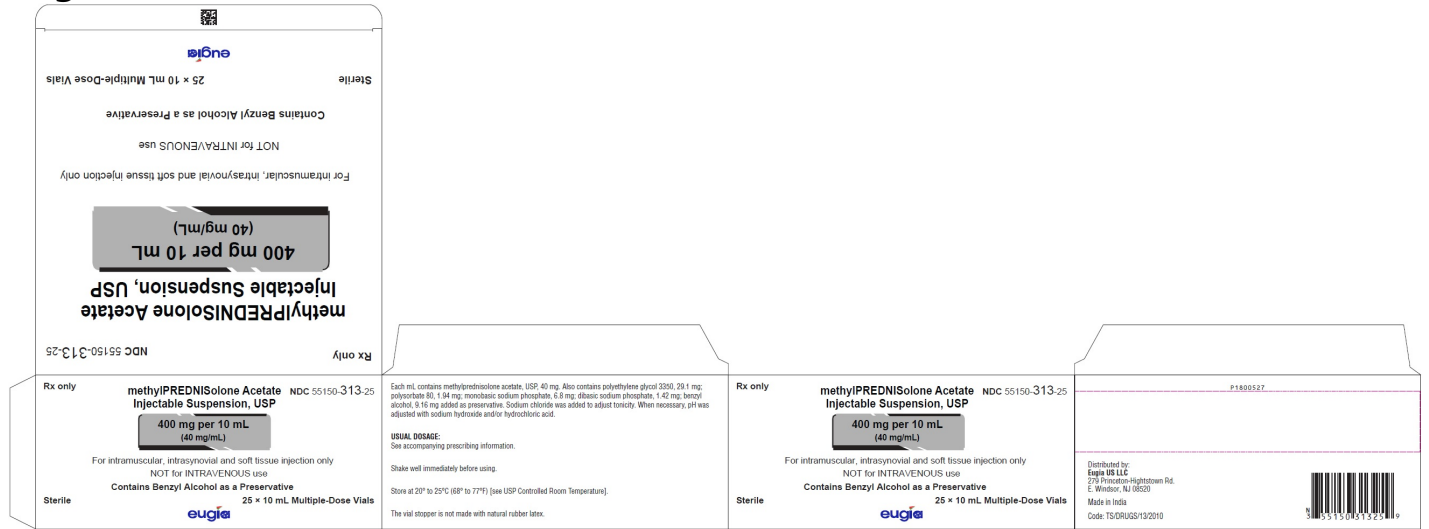 eugia
Sterile 25 × 10 mL Multiple-Dose Vials
Contains Benzyl Alcohol as a Preservative
NOT for INTRAVENOUS use
For intramuscular, intrasynovial and soft tissue injection only
400 mg per 10 mL
(40 mg/mL)
methylPREDNISolone Acetate
Injectable Suspension, USP
Rx only NDC 55150-313-25
Rx only
methylPREDNISolone Acetate NDC 55150-313-25
Injectable Suspension, USP
400 mg per 10 mL
(40 mg/mL)
For intramuscular, intrasynovial and soft tissue injection only
NOT for INTRAVENOUS use
Contains Benzyl Alcohol as a Preservative
Sterile 25 × 10 mL Multiple-Dose Vials
eugia
Each mL contains methylprednisolone acetate, USP, 40 mg. Also contains polyethylene glycol 3350, 29.1 mg;
polysorbate 80, 1.94 mg; monobasic sodium phosphate, 6.8 mg; dibasic sodium phosphate, 1.42 mg; benzyl
alcohol, 9.16 mg added as preservative. Sodium chloride was added to adjust tonicity. When necessary, pH was
adjusted with sodium hydroxide and/or hydrochloric acid.
USUAL DOSAGE:
See accompanying prescribing information.
Shake well immediately before using.
Store at 20° to 25°C (68° to 77°F) [see USP Controlled Room Temperature].
The vial stopper is not made with natural rubber latex.
Rx only
methylPREDNISolone Acetate NDC 55150-313-25
Injectable Suspension, USP
400 mg per 10 mL
(40 mg/mL)
For intramuscular, intrasynovial and soft tissue injection only
NOT for INTRAVENOUS use
Contains Benzyl Alcohol as a Preservative
Sterile 25 × 10 mL Multiple-Dose Vials
eugia
P1800527
Distributed by:
Eugia US LLC
279 Princeton-Hightstown Rd.
E. Windsor, NJ 08520
Made in India
Code: TS/DRUGS/13/2010
N
3 55150 31325 9